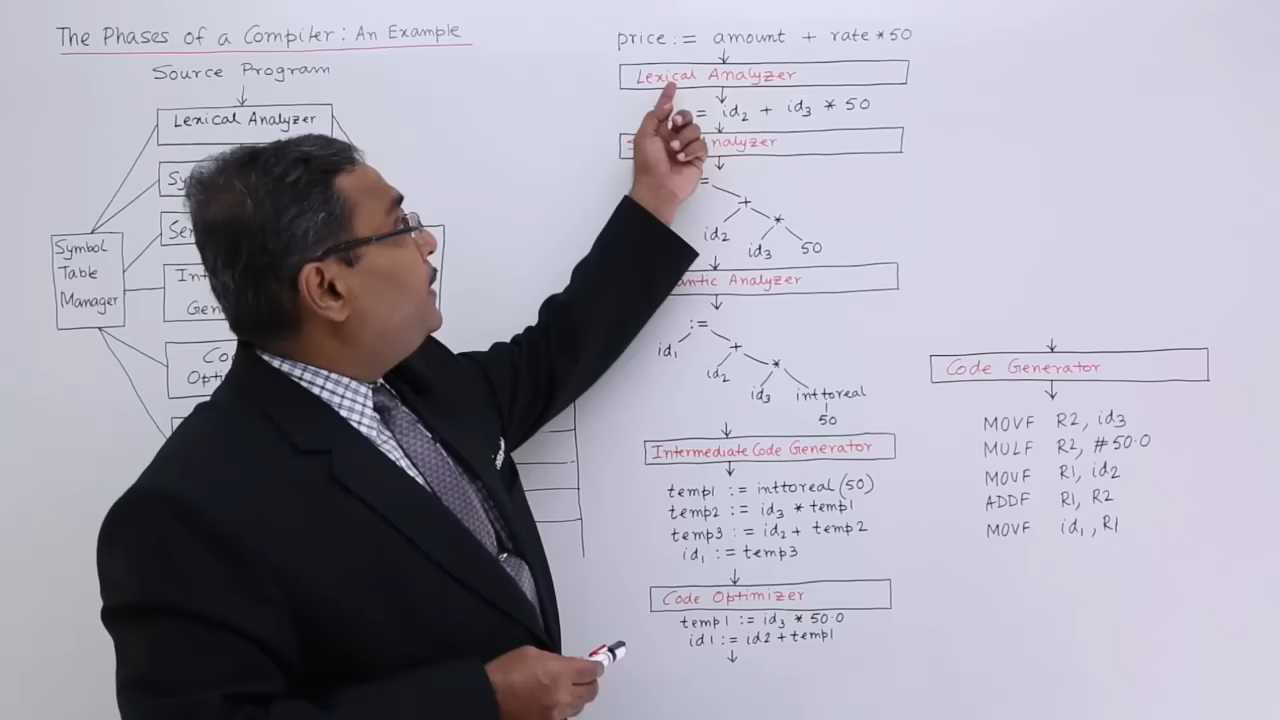 The Phases of a Compiler: An Example
Source Program
Lexical Analyzer
Symbol
Table
Manager
price := amount + rate * 50
Lexical Analyzer
= id2 + id3 * 50
=
+
*
id2
id3
50
Analyzer
:=
id1
+
id2
*
id3
inttoreal
50
Intermediate Code Generator
temp1 := inttoreal (50)
temp2 := id3 * temp1
temp3 := id2 + temp2
id1 := temp3
Code Optimizer
temp1 := id3 * 50.0
id1 := id2 + temp1
Code Generator
MOVF R2, id3
MULF R2, #50.0
MOVF R1, id2
ADDF R1, R2
MOVF id1, R1